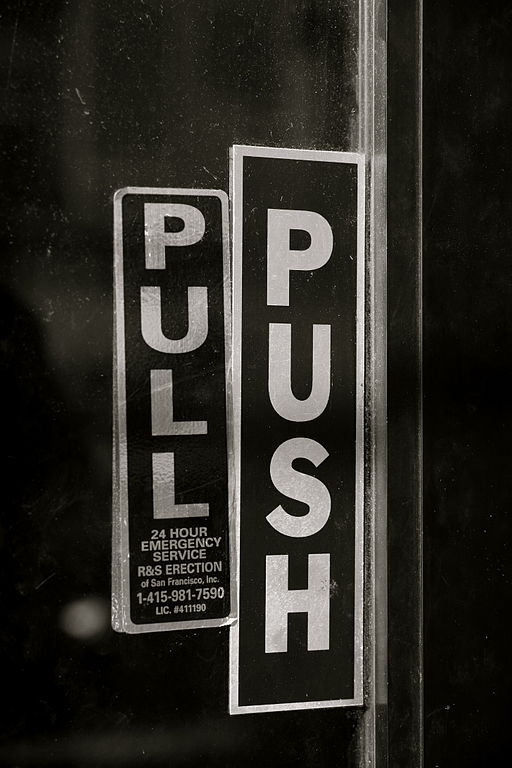 PULL
24 HOUR
EMERGENCY
SERVICE
R&S ERECTION
of San Francisco, Inc.
1-415-981-7590
LIC. #411190
PUSH